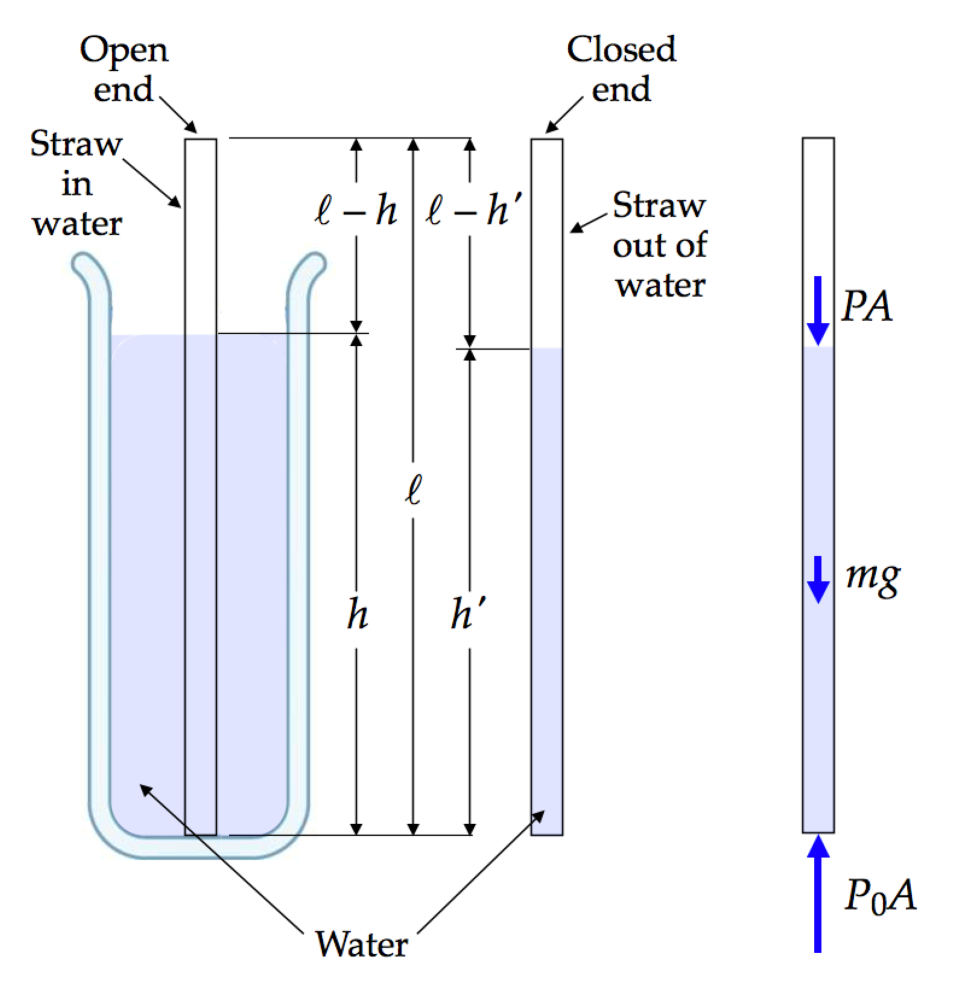 Open
end
Closed
end
Straw
in
water
ℓ – h
ℓ – h′
Straw
out of
water
PA
ℓ
mg
h
h′
P₀A
Water